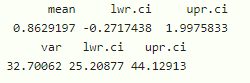 mean lwr.ci upr.ci
0.8629197 -0.2717438 1.9975833
var lwr.ci upr.ci
32.70062 25.20877 44.12913